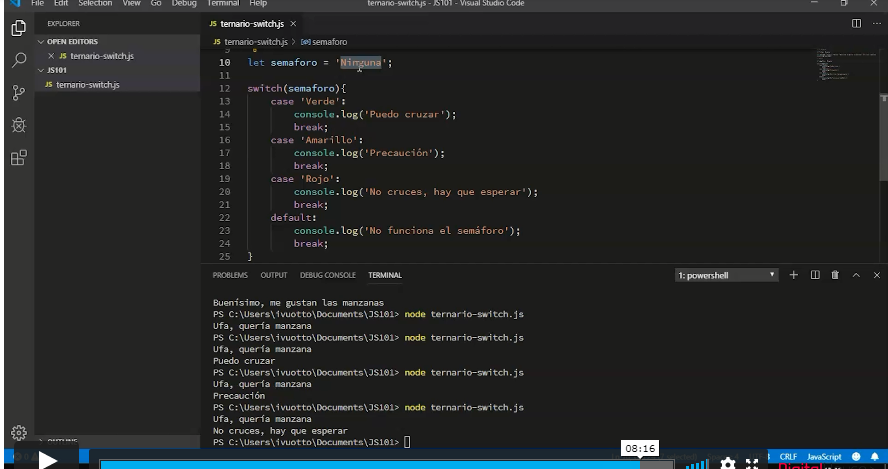 File Edit Selection View Go Debug Terminal Help ternario-switch.js - JS101 - Visual Studio Code
EXPLORER
OPEN EDITORS
JS ternario-switch.js
JS101
JS ternario-switch.js
JS ternario-switch.js
JS ternario-switch.js > semaforo
9
10 let semaforo = 'Ninguna';
11
12 switch(semaforo){
13 case 'Verde':
14 console.log('Puedo cruzar');
15 break;
16 case 'Amarillo':
17 console.log('Precaución');
18 break;
19 case 'Rojo':
20 console.log('No cruces, hay que esperar');
21 break;
22 default:
23 console.log('No funciona el semáforo');
24 break;
25 }
PROBLEMS OUTPUT DEBUG CONSOLE TERMINAL 1: powershell
Buenísimo, me gustan las manzanas
PS C:\Users\ivuotto\Documents\JS101> node ternario-switch.js
Ufa, quería manzana
PS C:\Users\ivuotto\Documents\JS101> node ternario-switch.js
Ufa, quería manzana
Puedo cruzar
PS C:\Users\ivuotto\Documents\JS101> node ternario-switch.js
Ufa, quería manzana
Precaución
PS C:\Users\ivuotto\Documents\JS101> node ternario-switch.js
Ufa, quería manzana
No cruces, hay que esperar
PS C:\Users\ivuotto\Documents\JS101>
OUTLINE
08:16
CRLF JavaScript